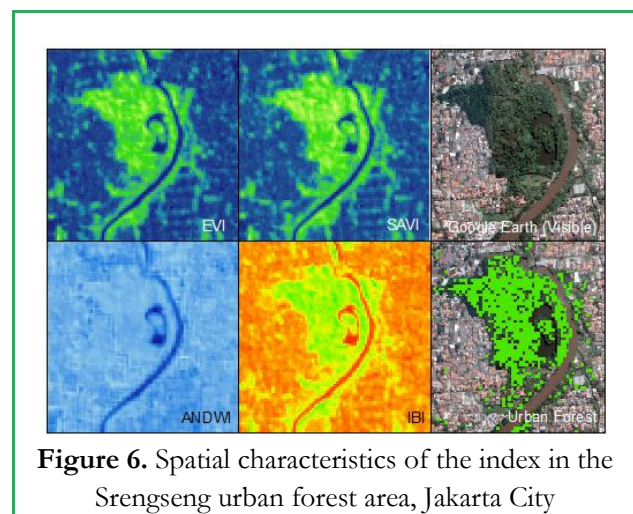 EVI
SAVI
Google Earth (Visible)
ANDWI
IBI
Urban Forest
Figure 6. Spatial characteristics of the index in the
Srengseng urban forest area, Jakarta City